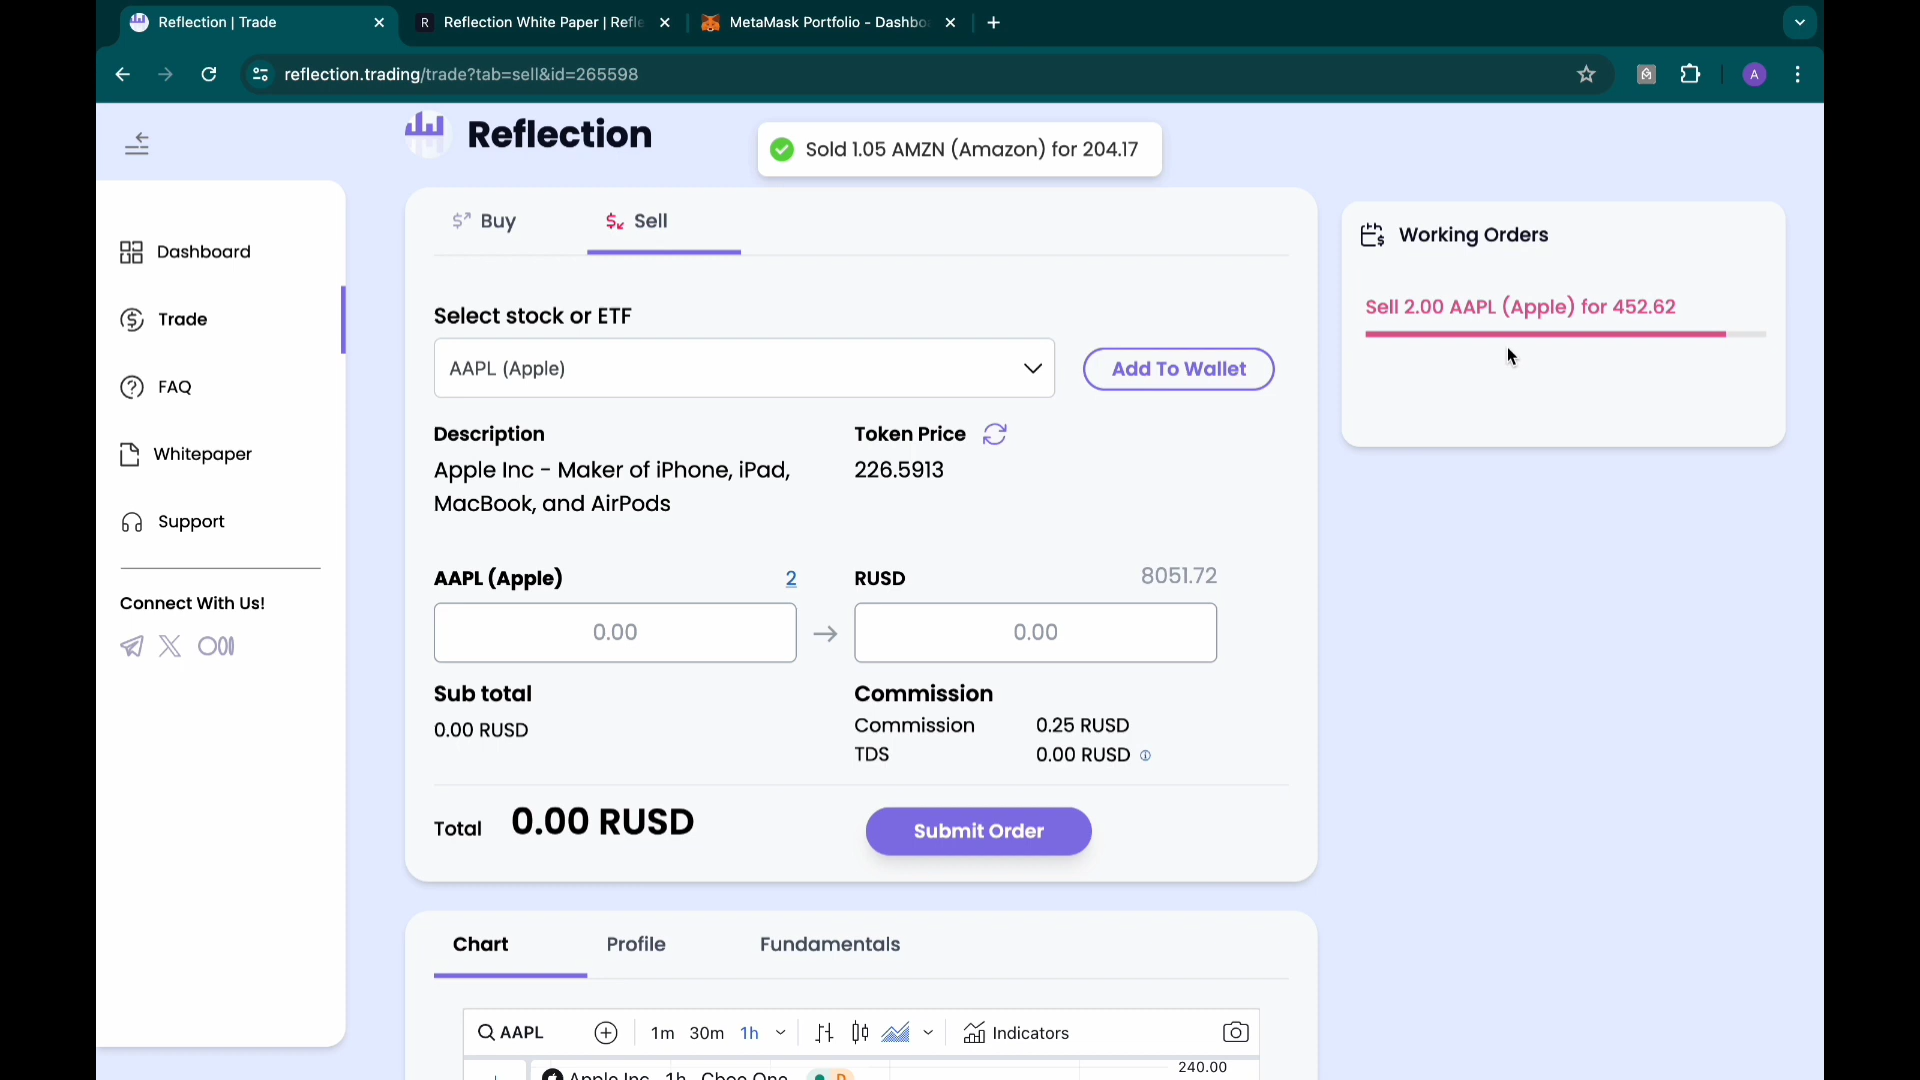 Reflection | Trade
Reflection White Paper | Refle
MetaMask Portfolio - Dashbo
reflection.trading/trade?tab=sell&id=265598
A
Reflection
Sold 1.05 AMZN (Amazon) for 204.17
Dashboard
Trade
FAQ
Whitepaper
Support
Connect With Us!
Buy
Sell
Select stock or ETF
AAPL (Apple)
Add To Wallet
Description
Apple Inc - Maker of iPhone, iPad,
MacBook, and AirPods
Token Price
226.5913
AAPL (Apple) 2
0.00
RUSD 8051.72
0.00
Sub total
0.00 RUSD
Commission
Commission 0.25 RUSD
TDS 0.00 RUSD
Total 0.00 RUSD
Submit Order
Working Orders
Sell 2.00 AAPL (Apple) for 452.62
Chart
Profile
Fundamentals
AAPL
1m 30m 1h
Indicators
Apple Inc 1h Cboe One
D
240.00